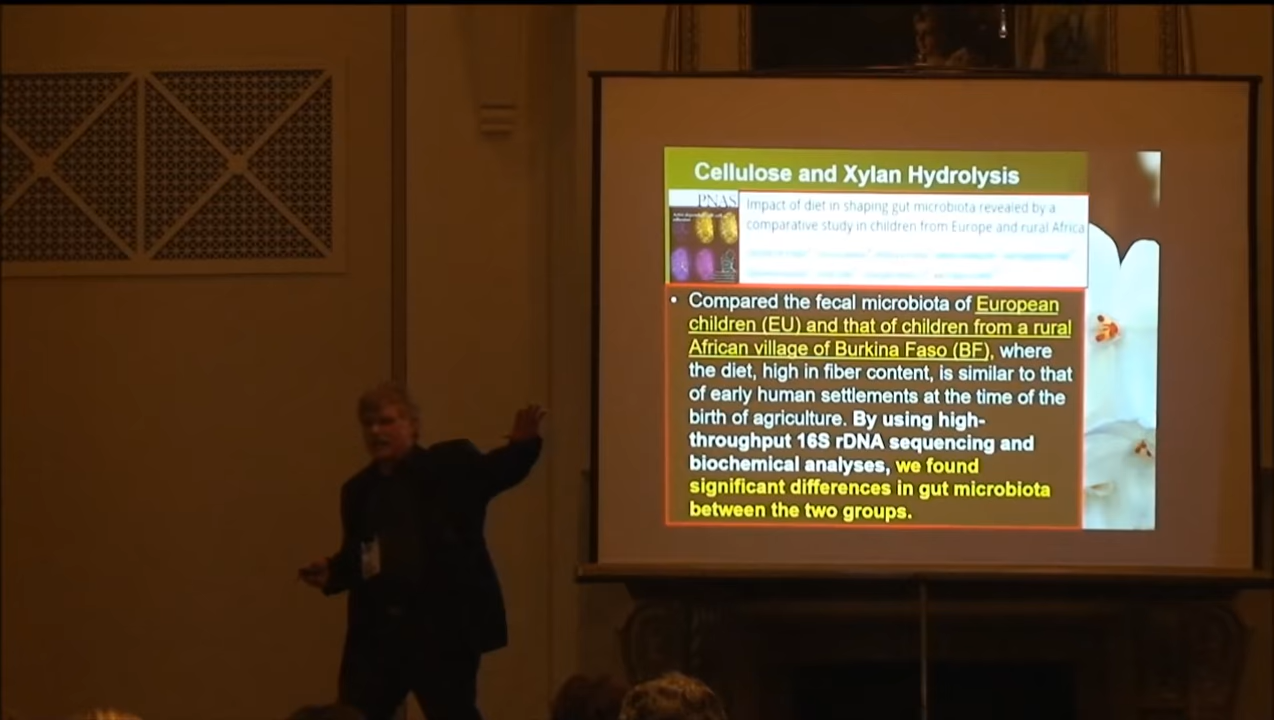 Cellulose and Xylan Hydrolysis
PNAS
Impact of diet in shaping gut microbiota revealed by a
comparative study in children from Europe and rural Africa
• Compared the fecal microbiota of European
children (EU) and that of children from a rural
African village of Burkina Faso (BF), where
the diet, high in fiber content, is similar to that
of early human settlements at the time of the
birth of agriculture. By using high-
throughput 16S rDNA sequencing and
biochemical analyses, we found
significant differences in gut microbiota
between the two groups.